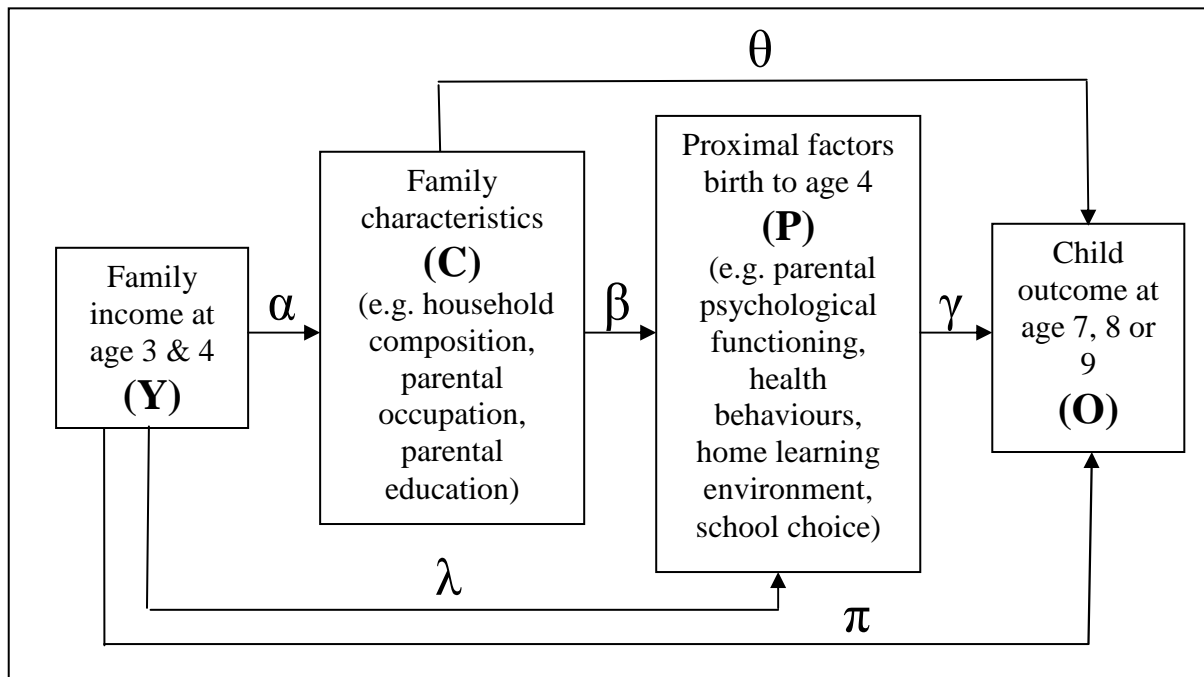 θ
Family
income at
age 3 & 4
(Y)
α
Family
characteristics
(C)
(e.g. household
composition,
parental
occupation,
parental
education)
β
Proximal factors
birth to age 4
(P)
(e.g. parental
psychological
functioning,
health
behaviours,
home learning
environment,
school choice)
γ
Child
outcome at
age 7, 8 or
9
(O)
λ
π